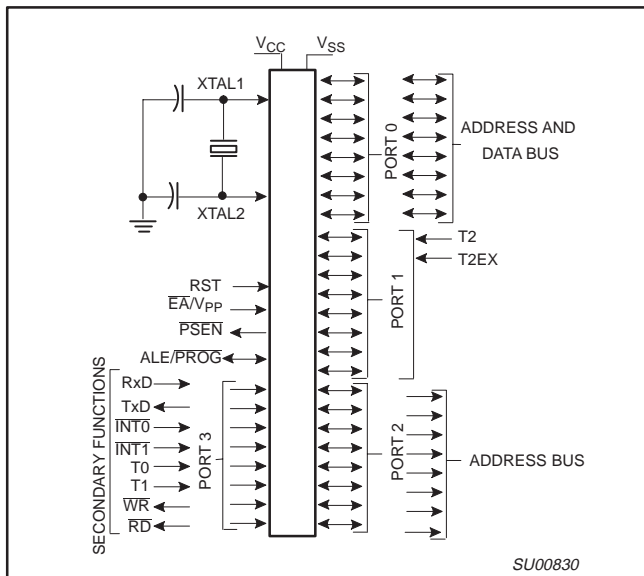 VCC
VSS
XTAL1
XTAL2
PORT 0
ADDRESS AND
DATA BUS
T2
T2EX
PORT 1
RST
EA/VPP
PSEN
ALE/PROG
SECONDARY FUNCTIONS
RxD
TxD
INT0
INT1
T0
T1
WR
RD
PORT 3
PORT 2
ADDRESS BUS
SU00830